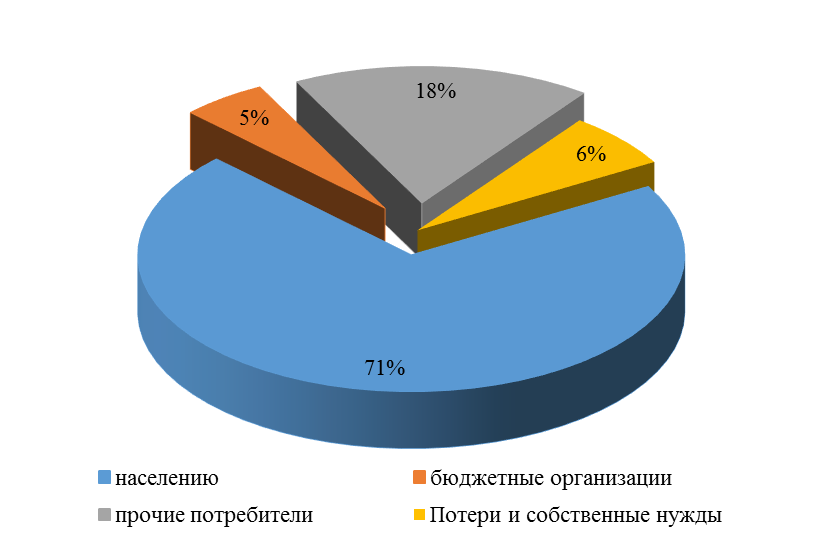 18%
5%
6%
71%
населению
бюджетные организации
прочие потребители
Потери и собственные нужды